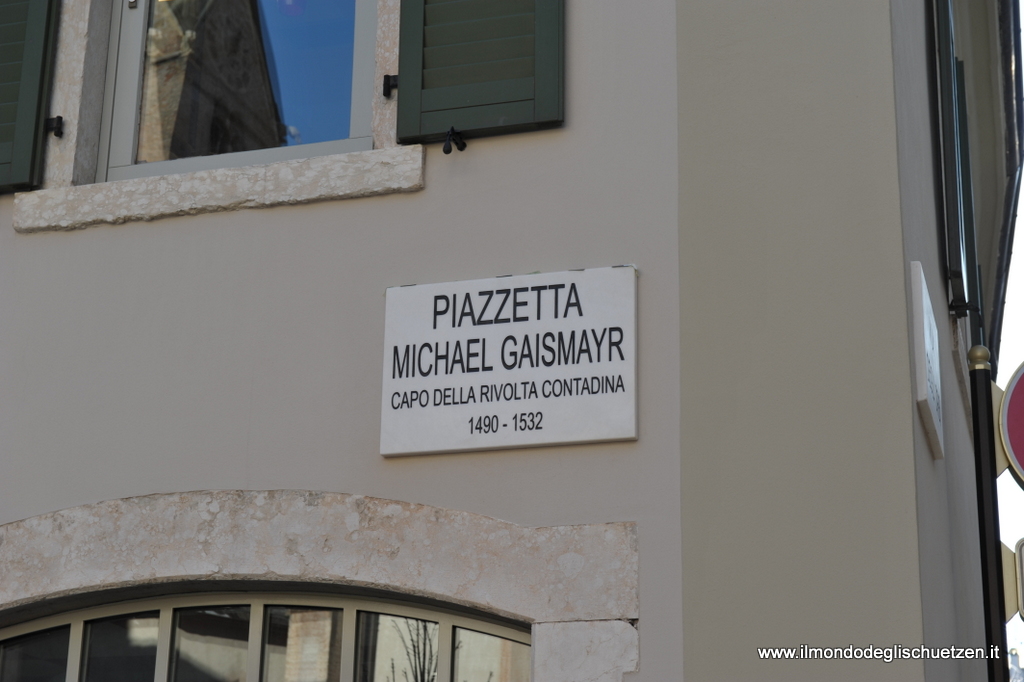 PIAZZETTA
MICHAEL GAISMAYR
CAPO DELLA RIVOLTA CONTADINA
1490 - 1532
www.ilmondodeglischuetzen.it